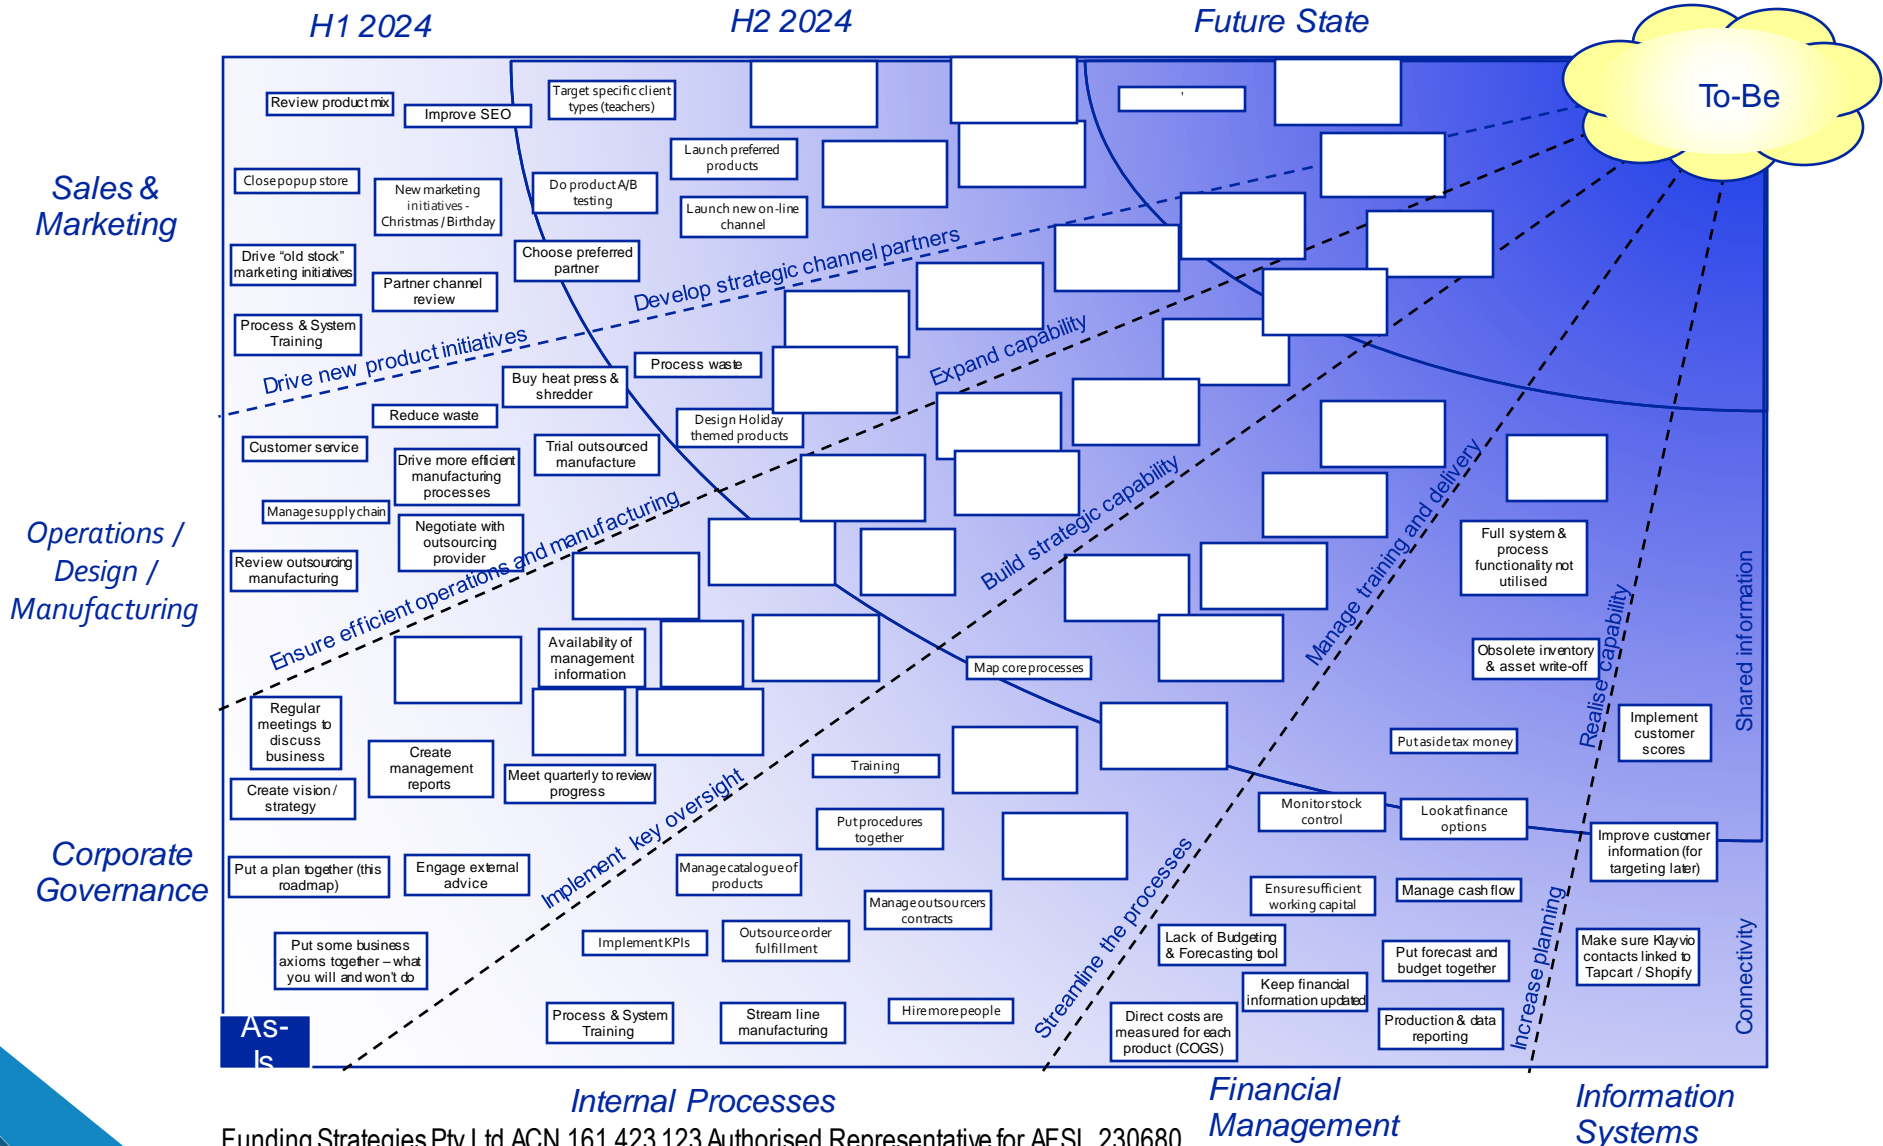 H1 2024
H2 2024
Future State
To-Be
Sales &
Marketing
Review product mix
Improve SEO
Target specific client
types (teachers)
'
Close popup store
New marketing
initiatives -
Christmas / Birthday
Do product A/B
testing
Launch preferred
products
Launch new on-line
channel
Drive “old stock”
marketing initiatives
Partner channel
review
Choose preferred
partner
Process & System
Training
Drive new product initiatives
Develop strategic channel partners
Operations /
Design /
Manufacturing
Buy heat press &
shredder
Process waste
Reduce waste
Customer service
Drive more efficient
manufacturing
processes
Trial outsourced
manufacture
Design Holiday
themed products
Manage supply chain
Negotiate with
outsourcing
provider
Review outsourcing
manufacturing
Ensure efficient operations and manufacturing
Expand capability
Corporate
Governance
Availability of
management
information
Regular
meetings to
discuss
business
Create
management
reports
Meet quarterly to review
progress
Create vision /
strategy
Put a plan together (this
roadmap)
Engage external
advice
Put some business
axioms together – what
you will and won't do
As-
Is
Implement key oversight
Build strategic capability
Map core processes
Training
Put procedures
together
Manage catalogue of
products
Manage outsourcers
contracts
Implement KPIs
Outsource order
fulfillment
Process & System
Training
Stream line
manufacturing
Hire more people
Streamline the processes
Manage training and delivery
Full system &
process
functionality not
utilised
Obsolete inventory
& asset write-off
Put aside tax money
Monitor stock
control
Look at finance
options
Ensure sufficient
working capital
Manage cash flow
Lack of Budgeting
& Forecasting tool
Put forecast and
budget together
Keep financial
information updated
Direct costs are
measured for each
product (COGS)
Production & data
reporting
Increase planning
Realise capability
Implement
customer
scores
Improve customer
information (for
targeting later)
Make sure Klayvio
contacts linked to
Tapcart / Shopify
Shared information
Connectivity
Internal Processes
Financial
Management
Information
Systems
Funding Strategies Pty Ltd ACN 161 423 123 Authorised Representative for AFSL 230680